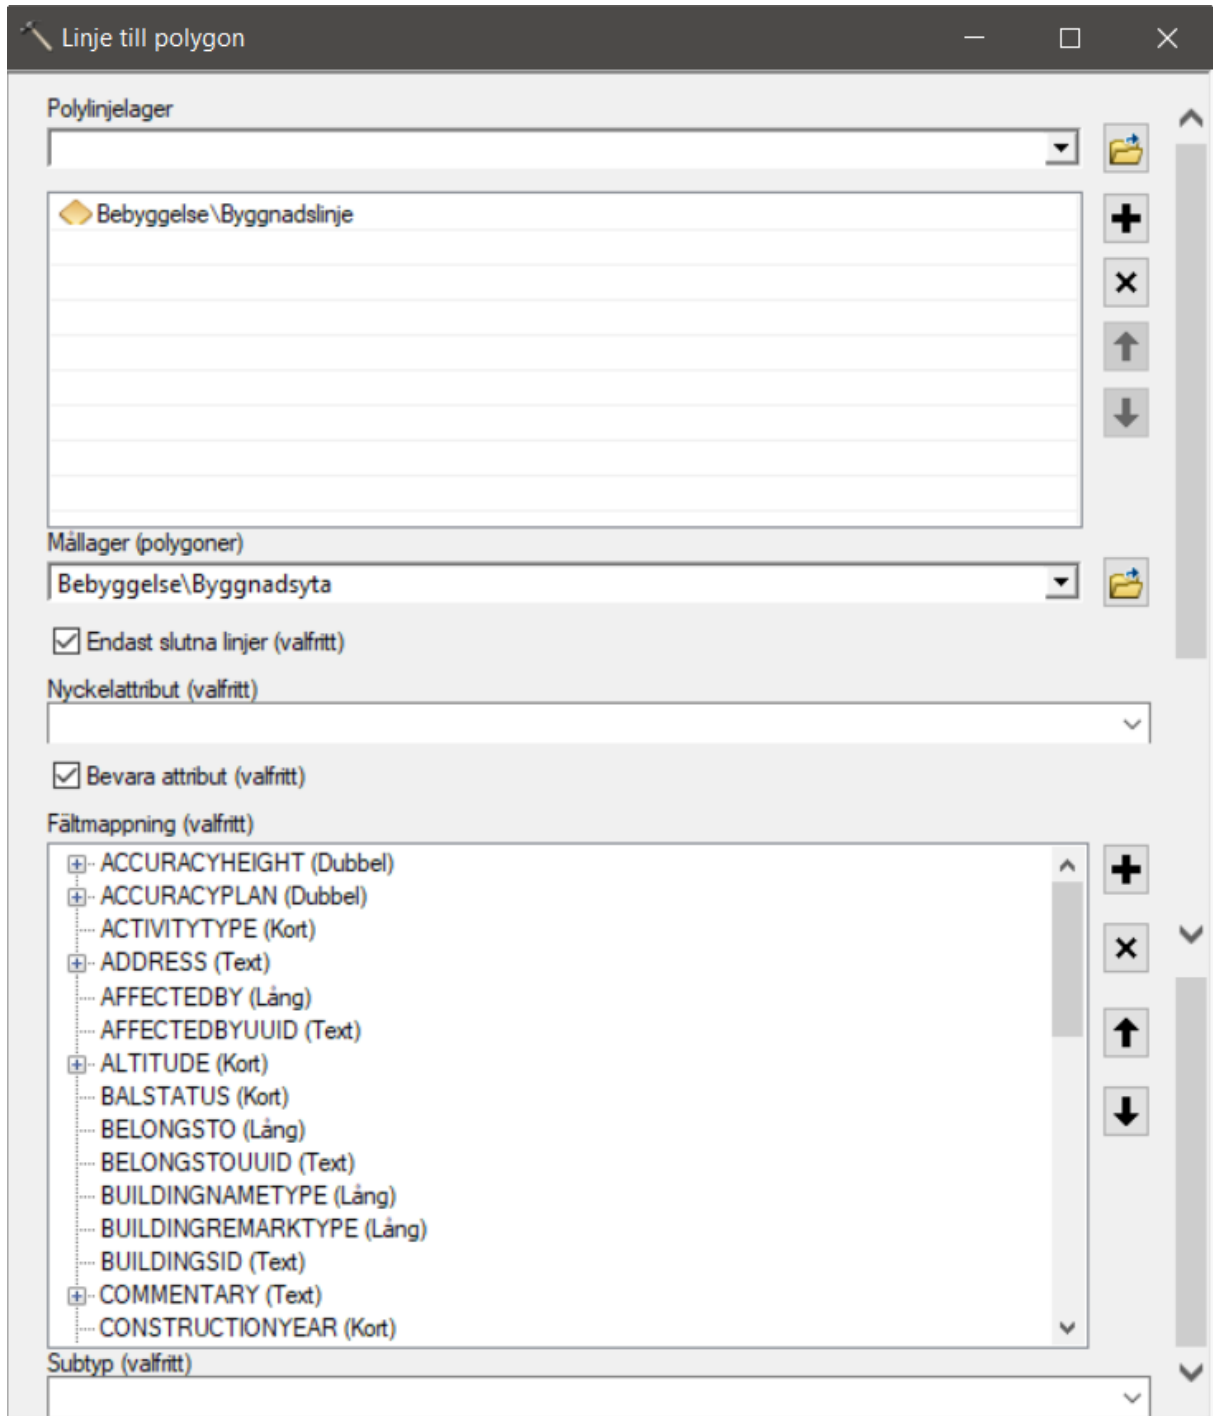 Linje till polygon
Polylinjelager
Bebyggelse\Byggnadslinje
Mållager (polygoner)
Bebyggelse\Byggnadsyta
Endast slutna linjer (valfritt)
Nyckelattribut (valfritt)
Bevara attribut (valfritt)
Fältmappning (valfritt)
ACCURACYHEIGHT (Dubbel)
ACCURACYPLAN (Dubbel)
ACTIVITYTYPE (Kort)
ADDRESS (Text)
AFFECTEDBY (Lång)
AFFECTEDBYUUID (Text)
ALTITUDE (Kort)
BALSTATUS (Kort)
BELONGSTO (Lång)
BELONGSTOUUID (Text)
BUILDINGNAMETYPE (Lång)
BUILDINGREMARKTYPE (Lång)
BUILDINGSID (Text)
COMMENTARY (Text)
CONSTRUCTIONYEAR (Kort)
Subtyp (valfritt)